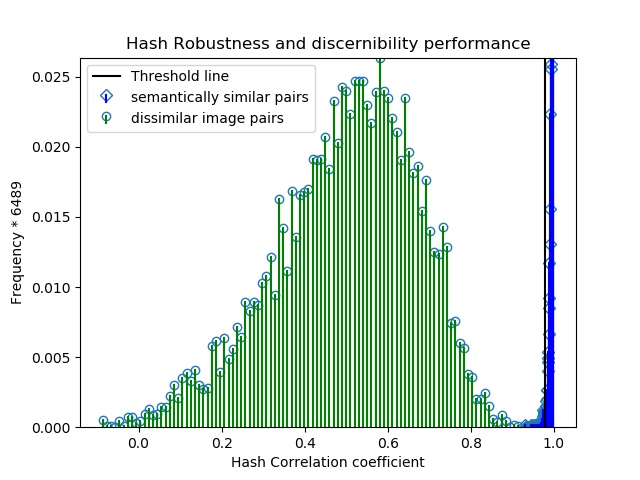 Hash Robustness and discernibility performance
Threshold line
semantically similar pairs
dissimilar image pairs
Frequency * 6489
0.025
0.020
0.015
0.010
0.005
0.000
0.0 0.2 0.4 0.6 0.8 1.0
Hash Correlation coefficient